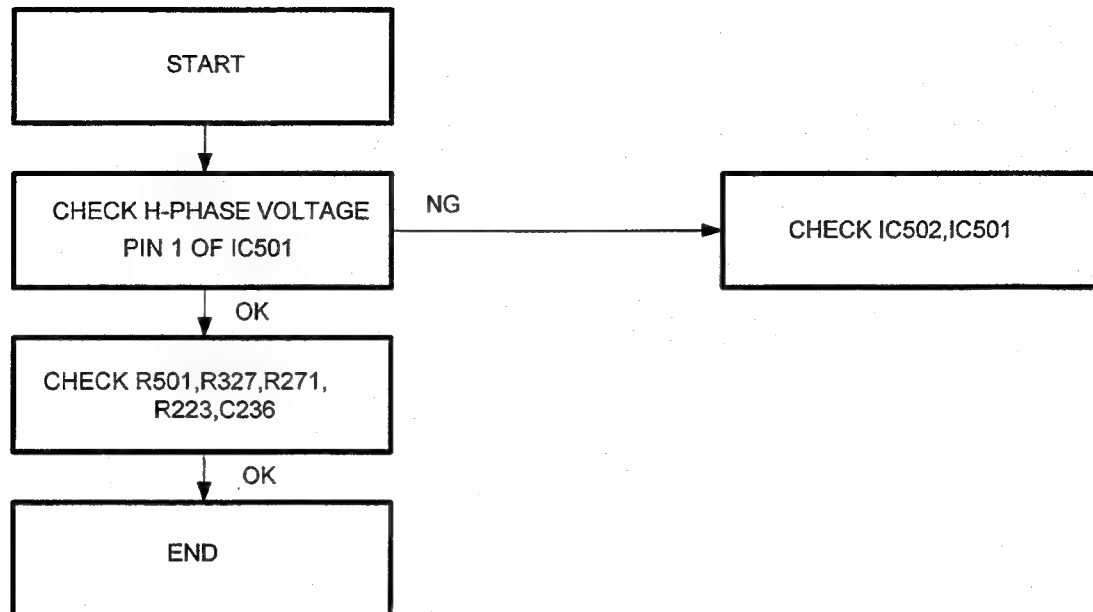 START
CHECK H-PHASE VOLTAGE
PIN 1 OF IC501
NG
CHECK IC502,IC501
OK
CHECK R501,R327,R271,
R223,C236
OK
END